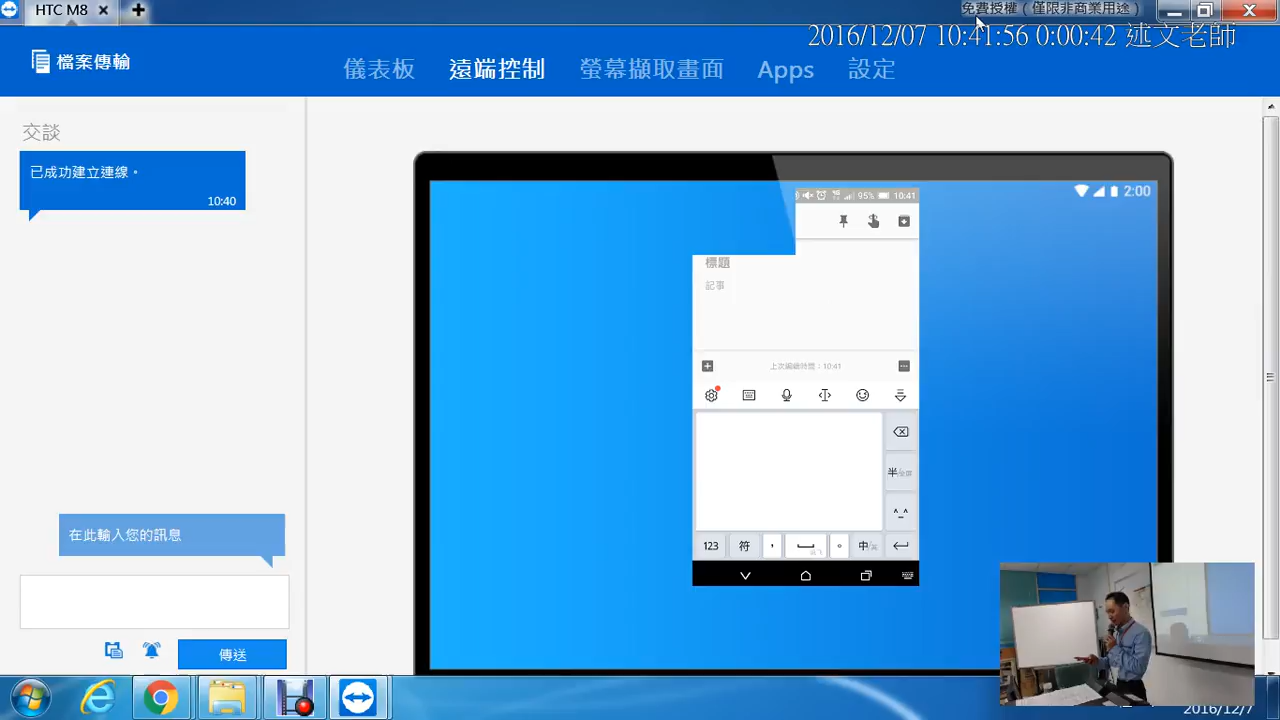 HTC M8
免費授權（僅限非商業用途）
2016/12/07 10:41:56 0:00:42 述文老師
檔案傳輸
儀表板
遠端控制
螢幕擷取畫面
Apps
設定
交談
已成功建立連線。
10:40
2:00
95%
10:41
標題
記事
上次編輯時間：10:41
半/全屏
^_^
123
符
，
。
中/英
在此輸入您的訊息
傳送
2016/12/7